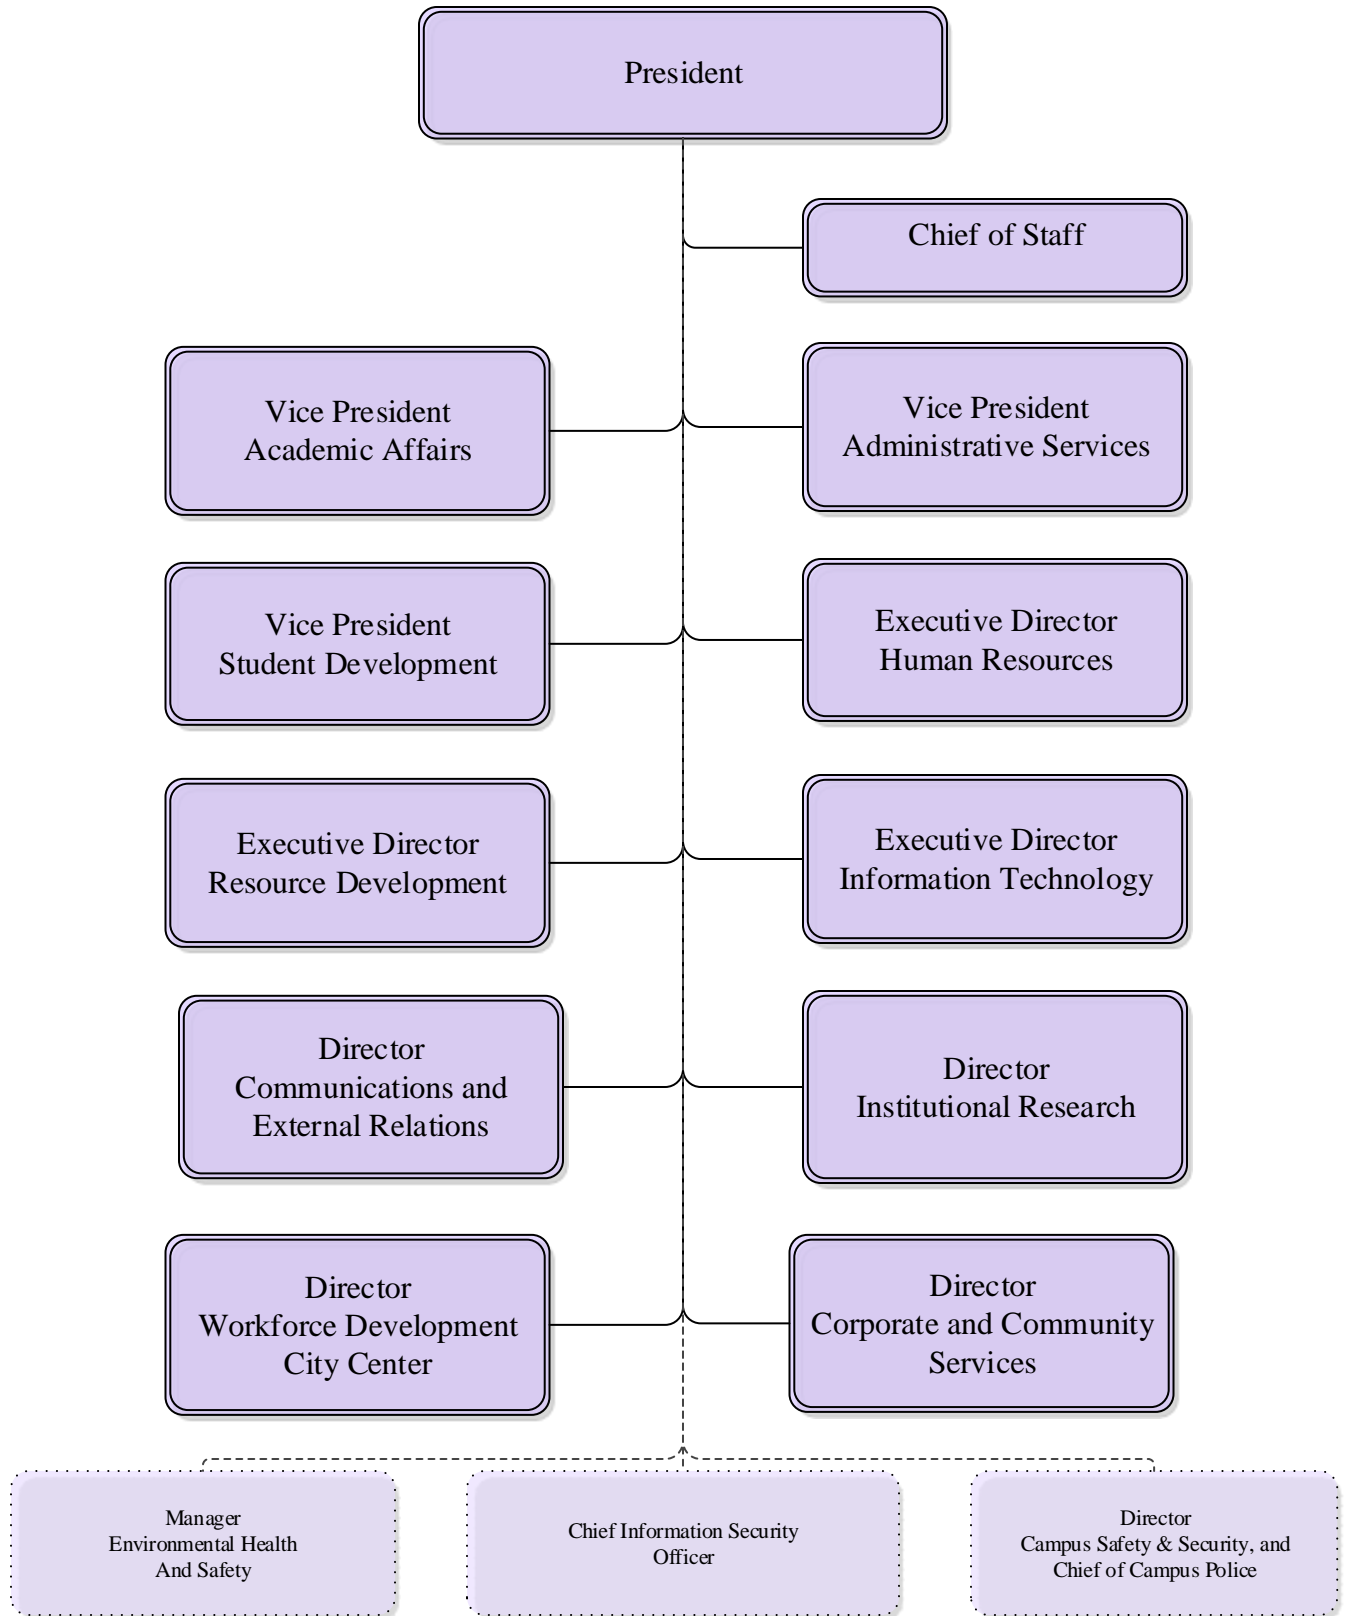 President
Chief of Staff
Vice President
Academic Affairs
Vice President
Administrative Services
Vice President
Student Development
Executive Director
Human Resources
Executive Director
Resource Development
Executive Director
Information Technology
Director
Communications and
External Relations
Director
Institutional Research
Director
Workforce Development
City Center
Director
Corporate and Community
Services
Manager
Environmental Health
And Safety
Chief Information Security
Officer
Director
Campus Safety & Security, and
Chief of Campus Police